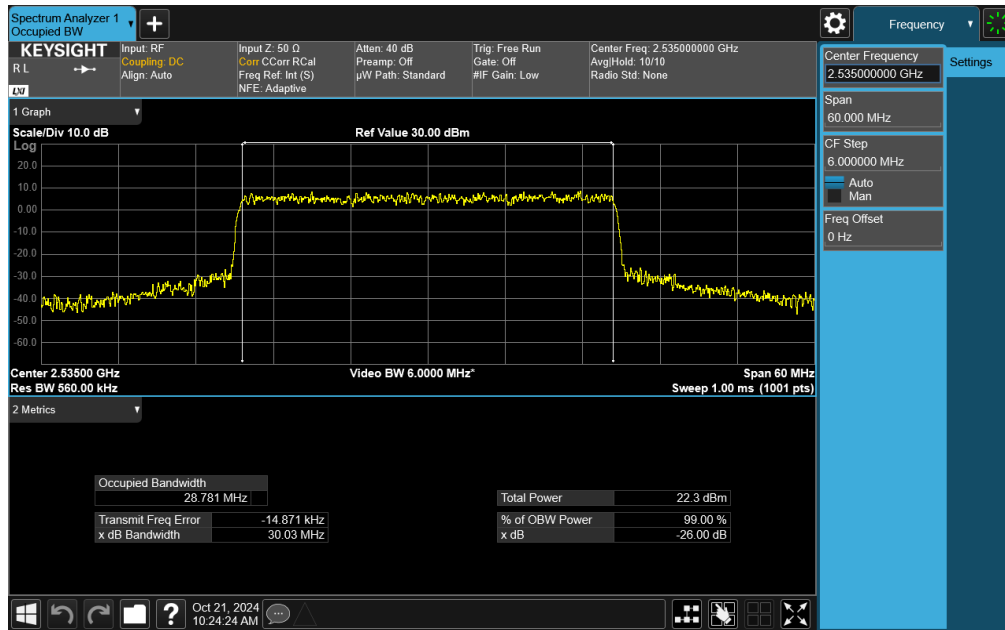 Spectrum Analyzer 1
Occupied BW
Frequency
KEYSIGHT
R L
LXI
Input: RF
Coupling: DC
Align: Auto
Input Z: 50 Ω
Corr CCorr RCal
Freq Ref: Int (S)
NFE: Adaptive
Atten: 40 dB
Preamp: Off
µW Path: Standard
Trig: Free Run
Gate: Off
#IF Gain: Low
Center Freq: 2.535000000 GHz
Avg|Hold: 10/10
Radio Std: None
Center Frequency
2.535000000 GHz
Settings
Span
60.000 MHz
CF Step
6.000000 MHz
Auto
Man
Freq Offset
0 Hz
1 Graph
Scale/Div 10.0 dB
Ref Value 30.00 dBm
Log
20.0
10.0
0.00
-10.0
-20.0
-30.0
-40.0
-50.0
-60.0
Center 2.53500 GHz
Video BW 6.0000 MHz*
Span 60 MHz
Res BW 560.00 kHz
Sweep 1.00 ms (1001 pts)
2 Metrics
Occupied Bandwidth
28.781 MHz
Total Power 22.3 dBm
Transmit Freq Error -14.871 kHz
% of OBW Power 99.00 %
x dB Bandwidth 30.03 MHz
x dB -26.00 dB
Oct 21, 2024
10:24:24 AM